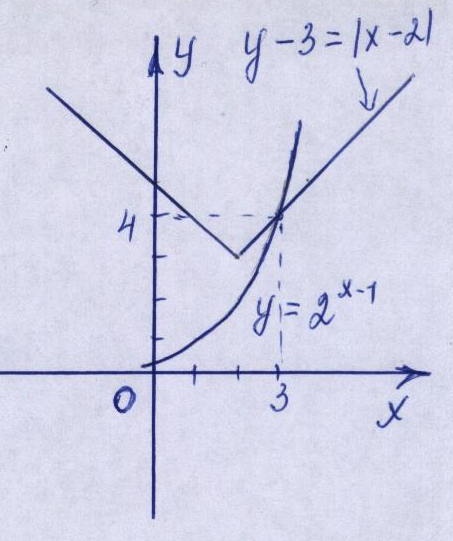 y y-3=|x-2|
4
y=2^{x-1}
0 3 x